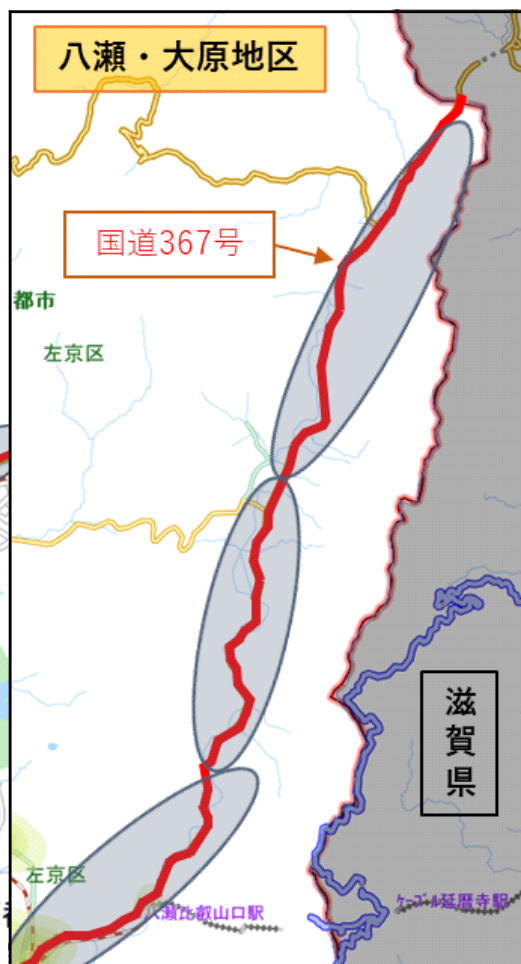 八瀬・大原地区
国道367号
都市
左京区
滋賀県
左京区
八瀬比叡山口駅
ケーブル延暦寺駅